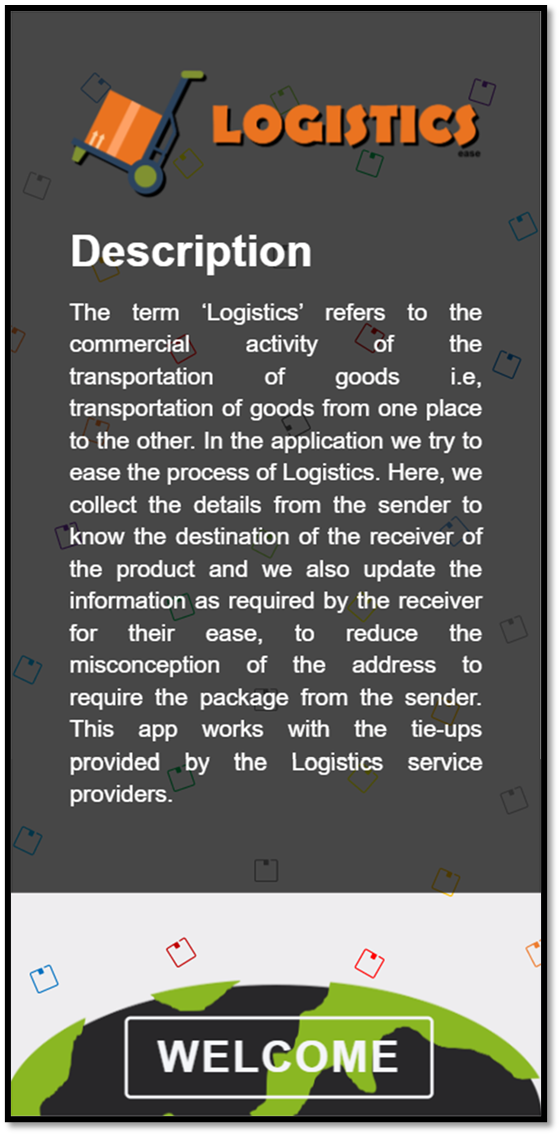 LOGISTICS
ease
Description
The term ‘Logistics’ refers to the
commercial activity of the
transportation of goods i.e,
transportation of goods from one place
to the other. In the application we try to
ease the process of Logistics. Here, we
collect the details from the sender to
know the destination of the receiver of
the product and we also update the
information as required by the receiver
for their ease, to reduce the
misconception of the address to
require the package from the sender.
This app works with the tie-ups
provided by the Logistics service
providers.
WELCOME